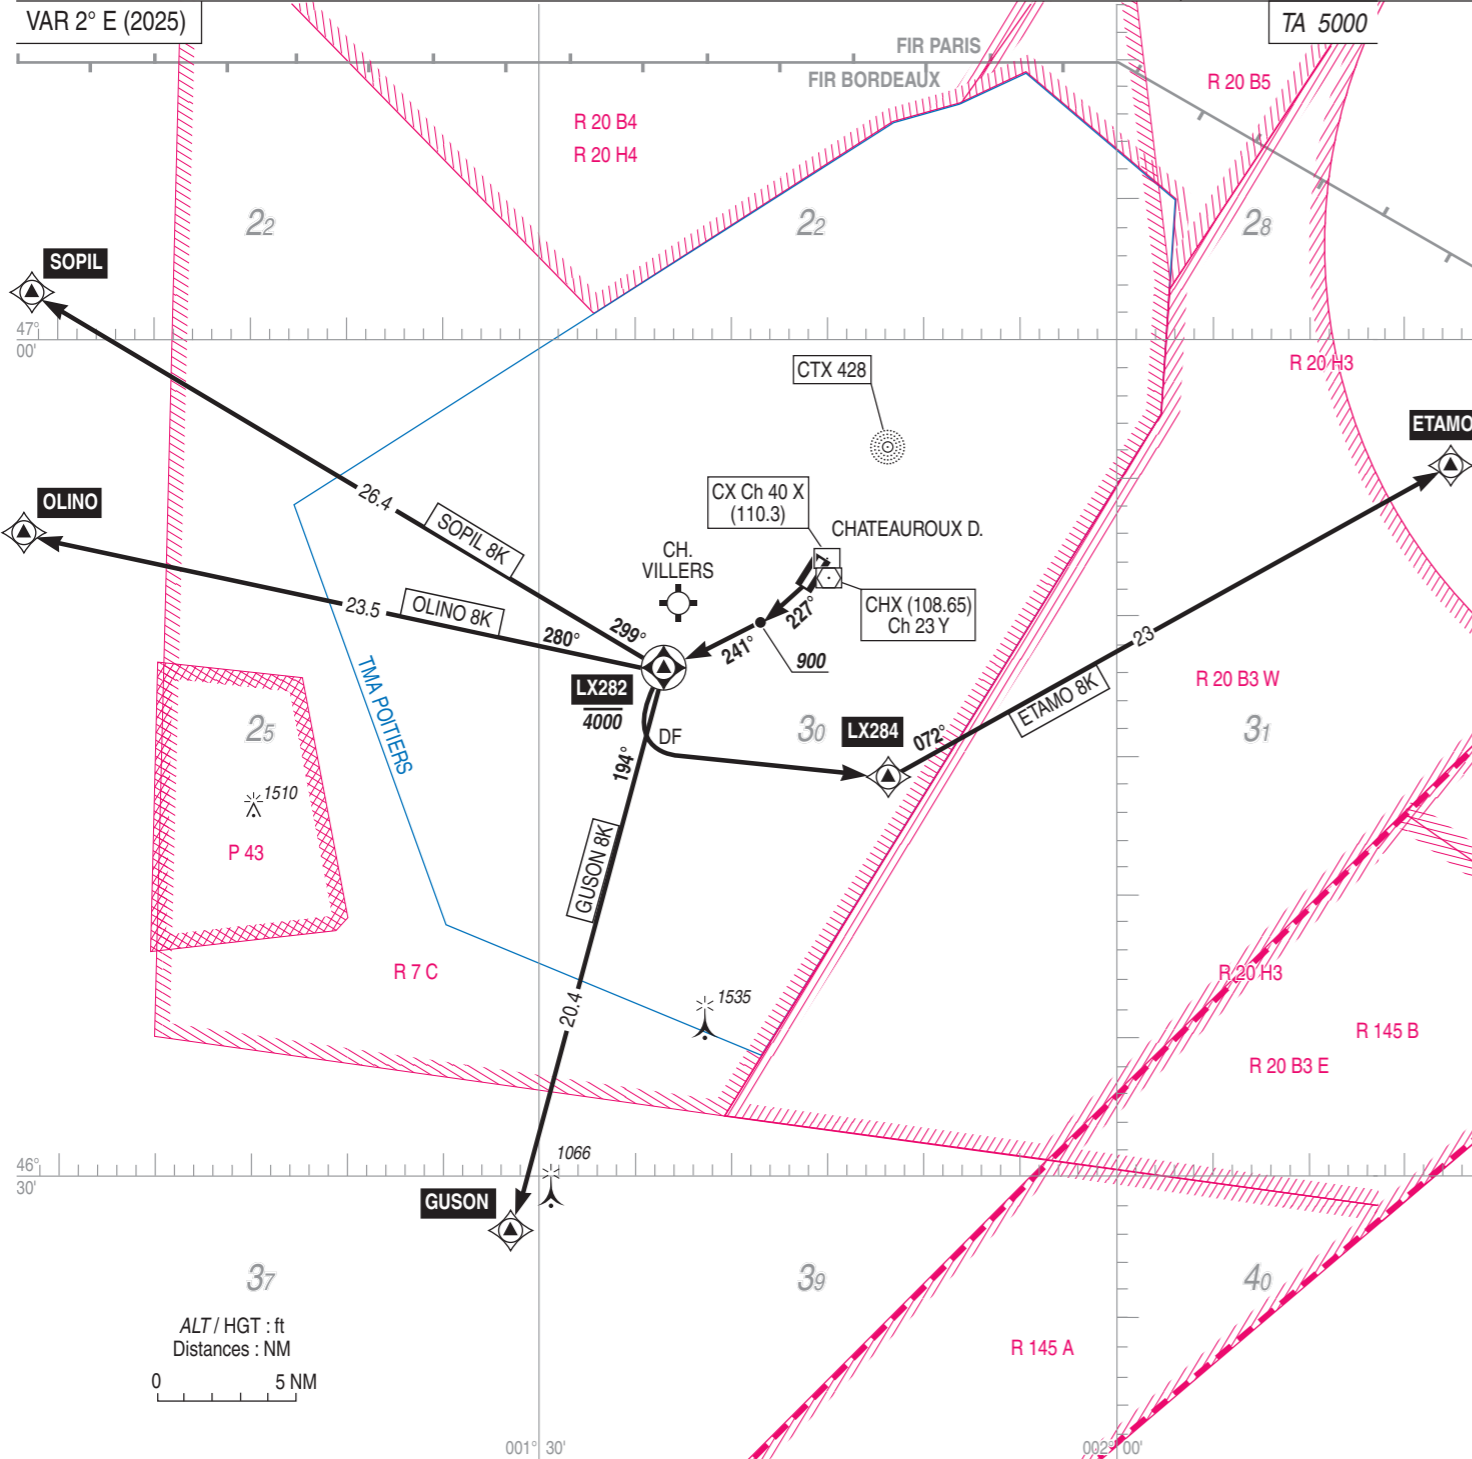 VAR 2° E (2025)
TA 5000
FIR PARIS
FIR BORDEAUX
R 20 B5
R 20 B4
R 20 H4
22
22
28
SOPIL
47°
00'
CTX 428
R 20 H3
ETAMO
OLINO
26.4
SOPIL 8K
CX Ch 40 X
(110.3)
CHATEAUROUX D.
CH.
VILLERS
23.5
OLINO 8K
280°
299°
CHX (108.65)
Ch 23 Y
227°
241°
900
23
LX282
4000
TMA POITIERS
R 20 B3 W
ETAMO 8K
25
DF
30
LX284
072°
31
194°
1510
P 43
GUSON 8K
R 7 C
R 20 H3
20.4
1535
R 145 B
R 20 B3 E
46°
30'
1066
GUSON
37
39
40
ALT / HGT : ft
Distances : NM
0 5 NM
R 145 A
001° 30'
002° 00'